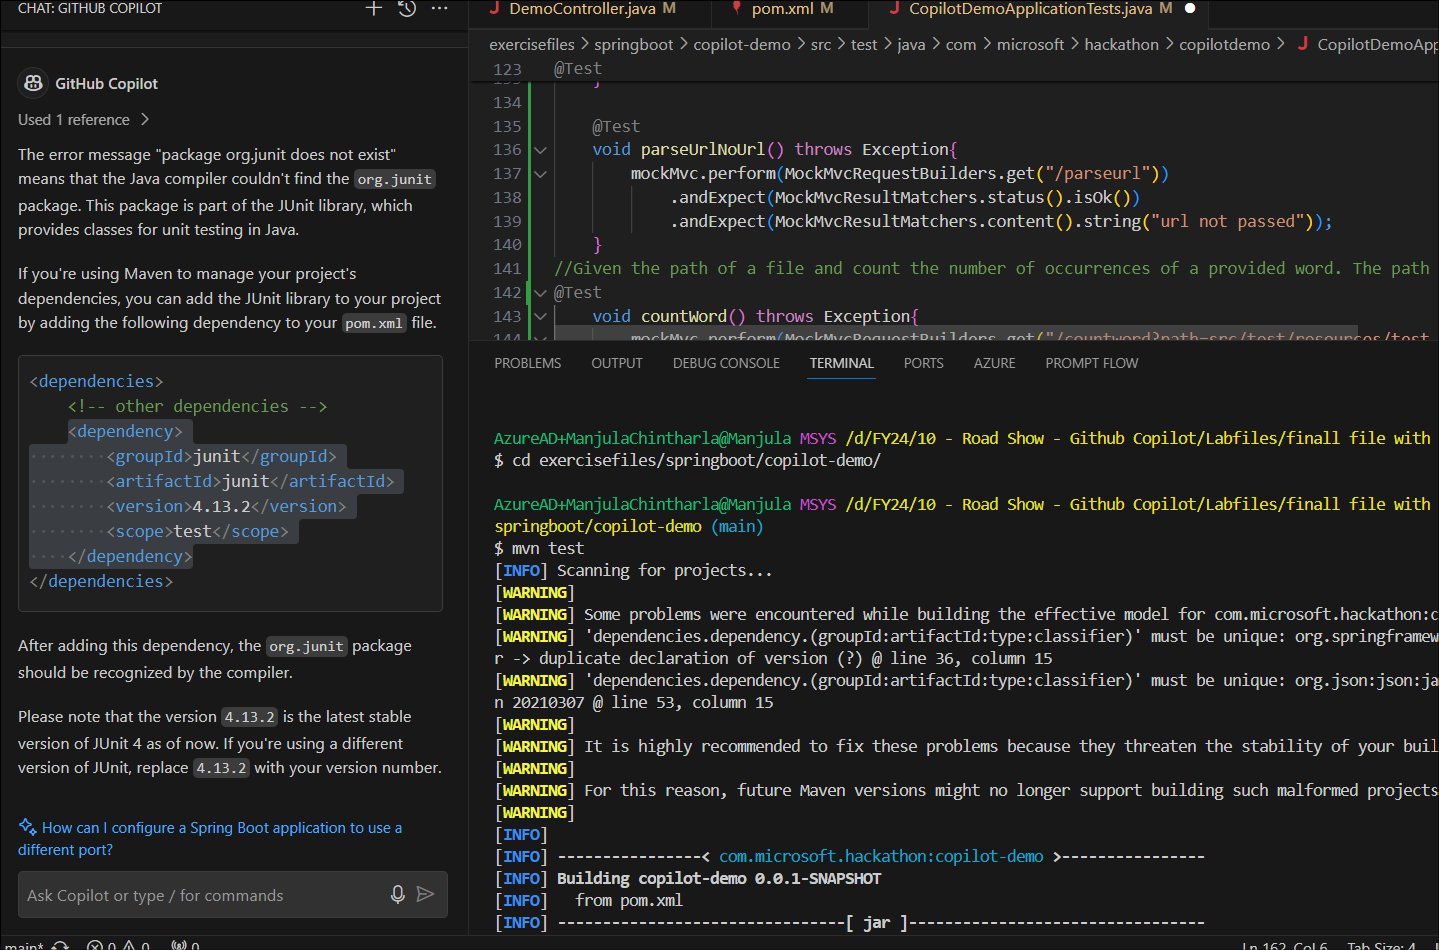 CHAT: GITHUB COPILOT
GitHub Copilot
Used 1 reference
The error message "package org.junit does not exist"
means that the Java compiler couldn't find the org.junit
package. This package is part of the JUnit library, which
provides classes for unit testing in Java.
If you're using Maven to manage your project's
dependencies, you can add the JUnit library to your project
by adding the following dependency to your pom.xml file.
<dependencies>
<!-- other dependencies -->
<dependency>
<groupId>junit</groupId>
<artifactId>junit</artifactId>
<version>4.13.2</version>
<scope>test</scope>
</dependency>
</dependencies>
After adding this dependency, the org.junit package
should be recognized by the compiler.
Please note that the version 4.13.2 is the latest stable
version of JUnit 4 as of now. If you're using a different
version of JUnit, replace 4.13.2 with your version number.
How can I configure a Spring Boot application to use a
different port?
Ask Copilot or type / for commands
DemoController.java M pom.xml M CopilotDemoApplicationTests.java M
exercisefiles > springboot > copilot-demo > src > test > java > com > microsoft > hackathon > copilotdemo > CopilotDemoApp
123 @Test
134
135 @Test
136 void parseUrlNoUrl() throws Exception{
137 mockMvc.perform(MockMvcRequestBuilders.get("/parseurl"))
138 .andExpect(MockMvcResultMatchers.status().isOk())
139 .andExpect(MockMvcResultMatchers.content().string("url not passed"));
140 }
141 //Given the path of a file and count the number of occurrences of a provided word. The path
142 @Test
143 void countWord() throws Exception{
144 mockMvc.perform(MockMvcRequestBuilders.get("/countword?path=src/test/resources/test
PROBLEMS OUTPUT DEBUG CONSOLE TERMINAL PORTS AZURE PROMPT FLOW
AzureAD+ManjulaChintharla@Manjula MSYS /d/FY24/10 - Road Show - Github Copilot/Labfiles/finall file with
$ cd exercisefiles/springboot/copilot-demo/
AzureAD+ManjulaChintharla@Manjula MSYS /d/FY24/10 - Road Show - Github Copilot/Labfiles/finall file with
springboot/copilot-demo (main)
$ mvn test
[INFO] Scanning for projects...
[WARNING]
[WARNING] Some problems were encountered while building the effective model for com.microsoft.hackathon:c
[WARNING] 'dependencies.dependency.(groupId:artifactId:type:classifier)' must be unique: org.springframew
r -> duplicate declaration of version (?) @ line 36, column 15
[WARNING] 'dependencies.dependency.(groupId:artifactId:type:classifier)' must be unique: org.json:json:ja
n 20210307 @ line 53, column 15
[WARNING]
[WARNING] It is highly recommended to fix these problems because they threaten the stability of your buil
[WARNING]
[WARNING] For this reason, future Maven versions might no longer support building such malformed projects
[WARNING]
[INFO]
[INFO] ----------------< com.microsoft.hackathon:copilot-demo >----------------
[INFO] Building copilot-demo 0.0.1-SNAPSHOT
[INFO] from pom.xml
[INFO] --------------------------------[ jar ]---------------------------------
main* 0 0 0 Ln 162, Col 6 Tab Size: 4